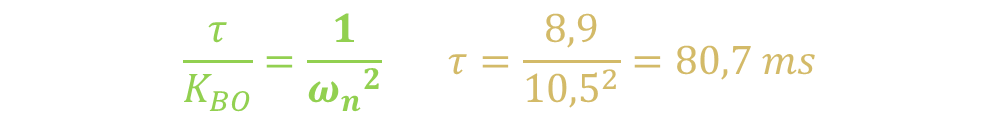 τ/K_BO = 1/ω_n² τ = 8,9/10,5² = 80,7 ms